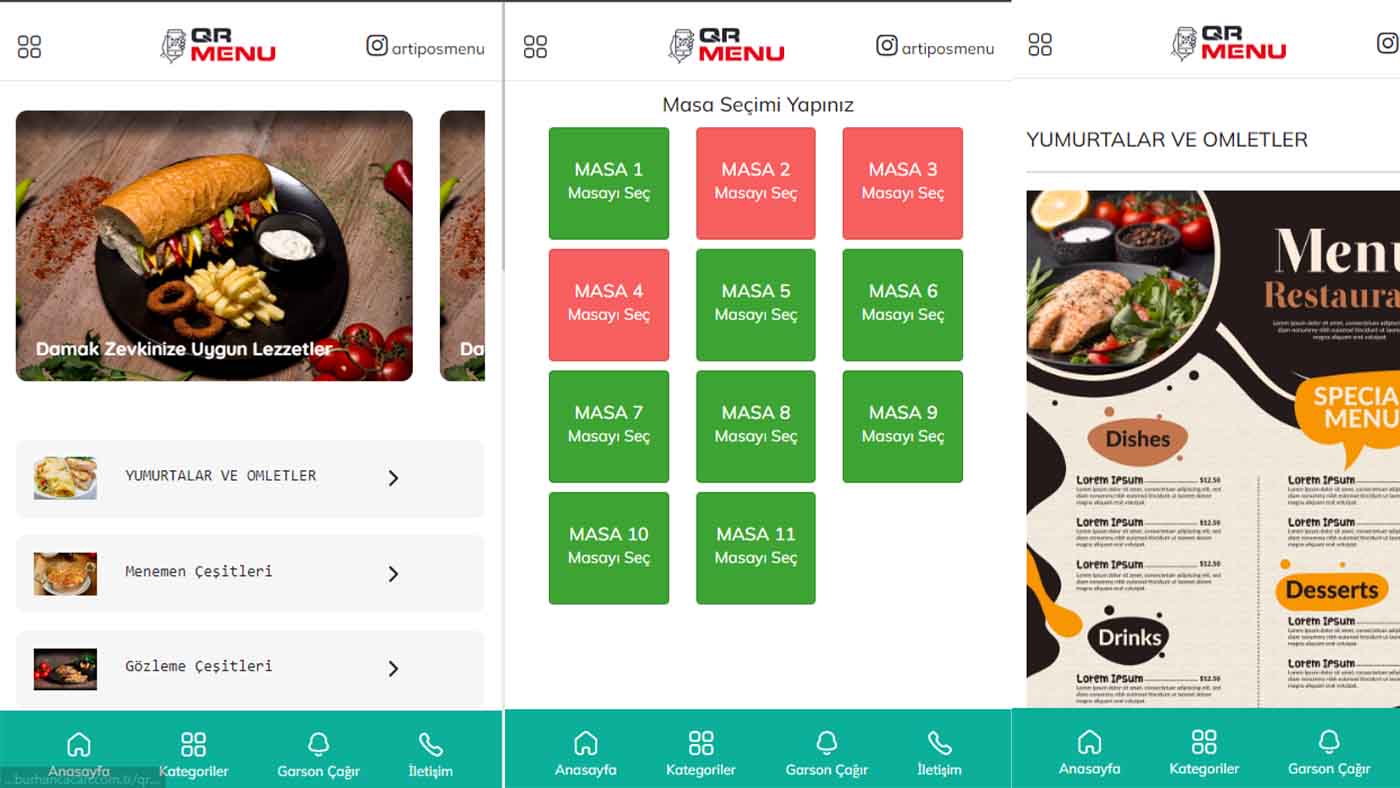 QR
MENU
artiposmenu
Damak Zevkinize Uygun Lezzetler
Da
YUMURTALAR VE OMLETLER
Menemen Çeşitleri
Gözleme Çeşitleri
Anasayfa
Kategoriler
Garson Çağır
İletişim
...burhancacafe.com.tr/qr...
QR
MENU
artiposmenu
Masa Seçimi Yapınız
MASA 1
Masayı Seç
MASA 2
Masayı Seç
MASA 3
Masayı Seç
MASA 4
Masayı Seç
MASA 5
Masayı Seç
MASA 6
Masayı Seç
MASA 7
Masayı Seç
MASA 8
Masayı Seç
MASA 9
Masayı Seç
MASA 10
Masayı Seç
MASA 11
Masayı Seç
Anasayfa
Kategoriler
Garson Çağır
İletişim
QR
MENU
YUMURTALAR VE OMLETLER
Menu
Restaura
SPECIA
MENU
Dishes
Lorem Ipsum $12.50
Lorem Ipsum $12.50
Lorem Ipsum $12.50
Drinks
Lorem Ipsum $12.50
Lorem Ipsum
Lorem Ipsum
Desserts
Lorem Ipsum
Lorem Ipsum
Anasayfa
Kategoriler
Garson Çağır